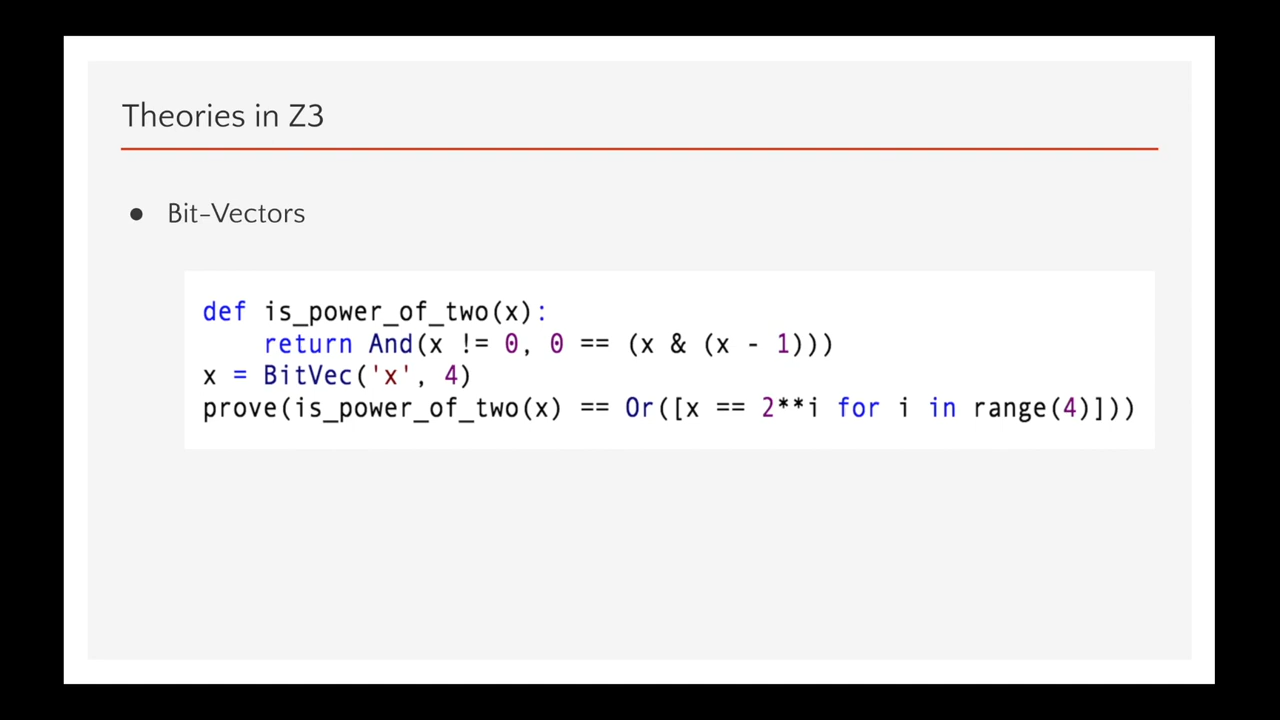 Theories in Z3
● Bit-Vectors
def is_power_of_two(x):
    return And(x != 0, 0 == (x & (x - 1)))
x = BitVec('x', 4)
prove(is_power_of_two(x) == Or([x == 2**i for i in range(4)]))